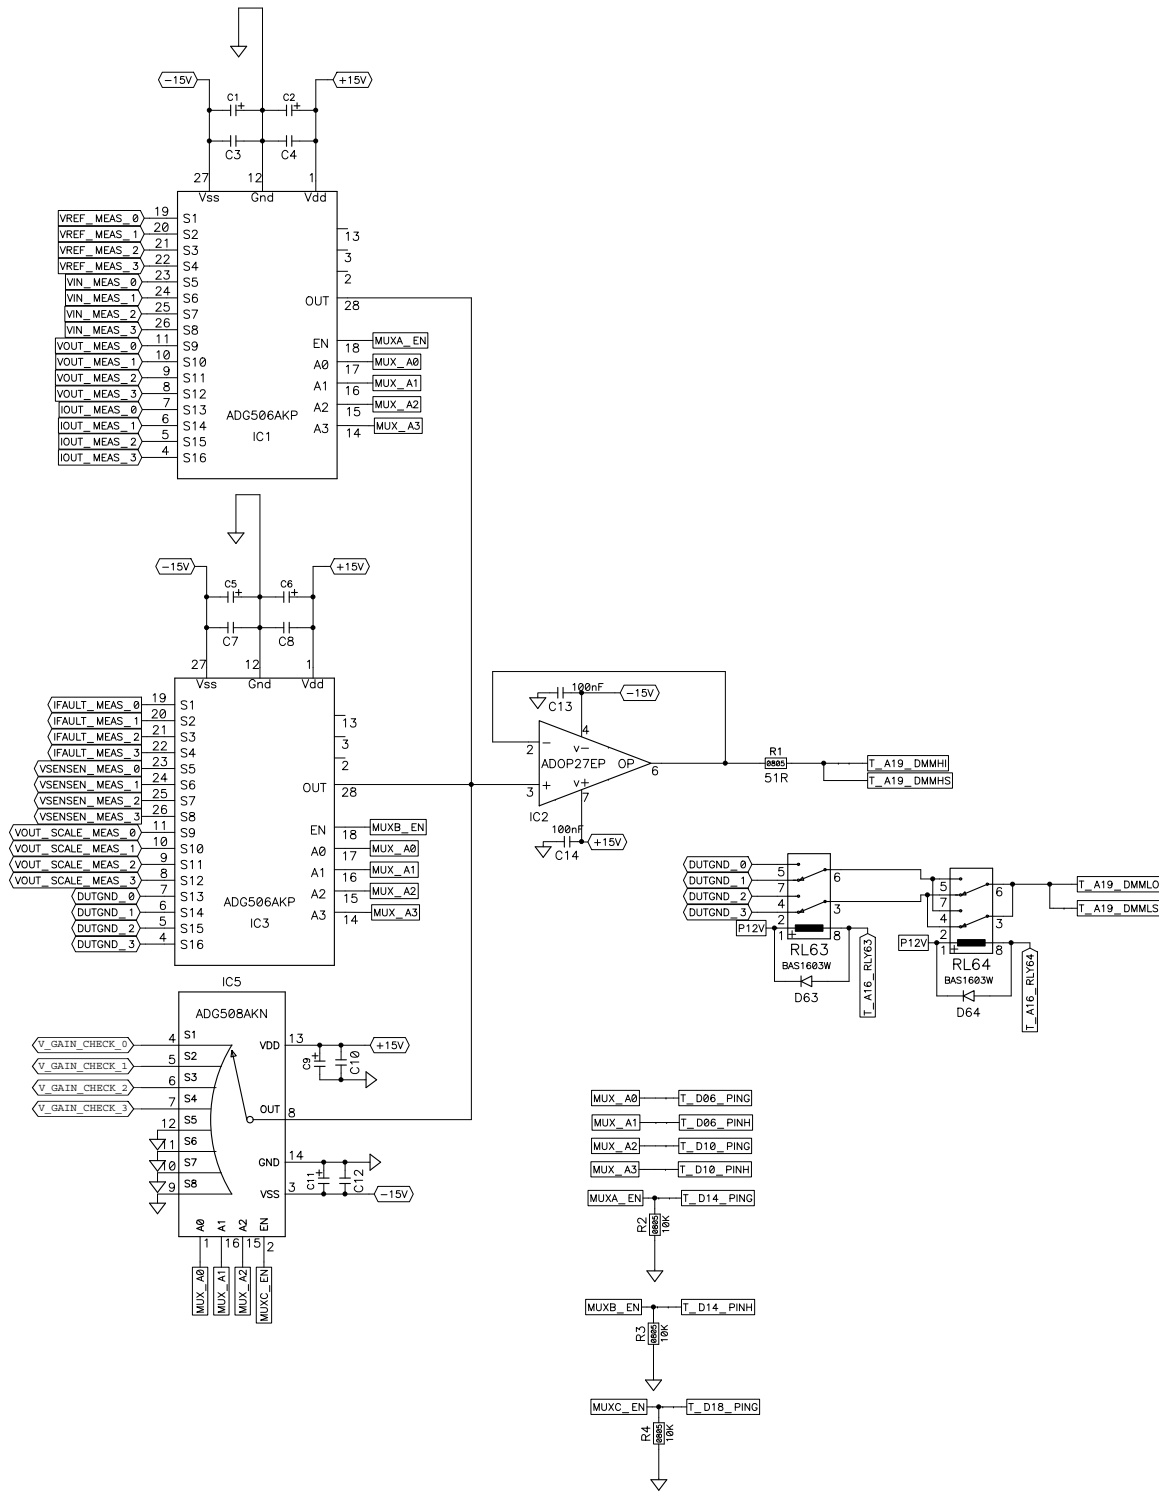 -15V
+15V
C1
+
C2
+
C3
C4
27
12
1
Vss
Gnd
Vdd
VREF_MEAS_0 19 S1
VREF_MEAS_1 20 S2
VREF_MEAS_2 21 S3
VREF_MEAS_3 22 S4
VIN_MEAS_0 23 S5
VIN_MEAS_1 24 S6
VIN_MEAS_2 25 S7
VIN_MEAS_3 26 S8
VOUT_MEAS_0 11 S9
VOUT_MEAS_1 10 S10
VOUT_MEAS_2 9 S11
VOUT_MEAS_3 8 S12
IOUT_MEAS_0 7 S13
IOUT_MEAS_1 6 S14
IOUT_MEAS_2 5 S15
IOUT_MEAS_3 4 S16
13
3
2
OUT 28
EN 18 MUXA_EN
A0 17 MUX_A0
A1 16 MUX_A1
A2 15 MUX_A2
A3 14 MUX_A3
ADG506AKP
IC1
-15V
+15V
C5
+
C6
+
C7
C8
27
12
1
Vss
Gnd
Vdd
IFAULT_MEAS_0 19 S1
IFAULT_MEAS_1 20 S2
IFAULT_MEAS_2 21 S3
IFAULT_MEAS_3 22 S4
VSENSEN_MEAS_0 23 S5
VSENSEN_MEAS_1 24 S6
VSENSEN_MEAS_2 25 S7
VSENSEN_MEAS_3 26 S8
VOUT_SCALE_MEAS_0 11 S9
VOUT_SCALE_MEAS_1 10 S10
VOUT_SCALE_MEAS_2 9 S11
VOUT_SCALE_MEAS_3 8 S12
DUTGND_0 7 S13
DUTGND_1 6 S14
DUTGND_2 5 S15
DUTGND_3 4 S16
13
3
2
OUT 28
EN 18 MUXB_EN
A0 17 MUX_A0
A1 16 MUX_A1
A2 15 MUX_A2
A3 14 MUX_A3
ADG506AKP
IC3
100nF
C13
-15V
4
V-
2 -
ADOP27EP OP 6
3 +
V+
7
IC2
100nF
C14
+15V
R1
0805
51R
T_A19_DMMHI
T_A19_DMMHS
DUTGND_0
DUTGND_1
DUTGND_2
DUTGND_3
5
7
4
2
6
3
P12V
1
+
8
RL63
BAS1603W
D63
T_A16_RLY63
5
7
4
2
6
3
P12V
1
+
8
RL64
BAS1603W
D64
T_A16_RLY64
T_A19_DMMLO
T_A19_DMMLS
IC5
ADG508AKN
V_GAIN_CHECK_0 4 S1
V_GAIN_CHECK_1 5 S2
V_GAIN_CHECK_2 6 S3
V_GAIN_CHECK_3 7 S4
12 S5
11 S6
10 S7
9 S8
VDD 13
+15V
C9
+
C10
OUT 8
GND 14
C11
+
C12
VSS 3
-15V
A0
A1
A2
EN
1
16
15
2
MUX_A0
MUX_A1
MUX_A2
MUXC_EN
MUX_A0 T_D06_PING
MUX_A1 T_D06_PINH
MUX_A2 T_D10_PING
MUX_A3 T_D10_PINH
MUXA_EN T_D14_PING
R2
0805
10K
MUXB_EN T_D14_PINH
R3
0805
10K
MUXC_EN T_D18_PING
R4
0805
10K